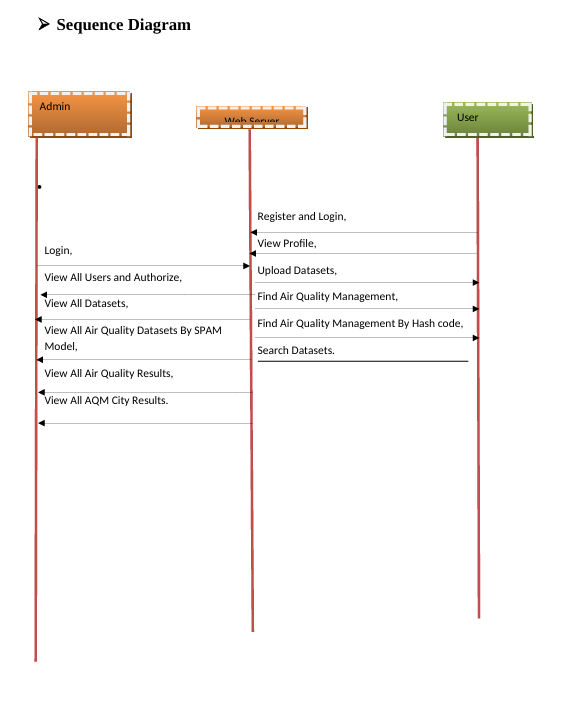 ➢ Sequence Diagram
Admin
Web Server
User
•
Login,
View All Users and Authorize,
View All Datasets,
View All Air Quality Datasets By SPAM
Model,
View All Air Quality Results,
View All AQM City Results.
Register and Login,
View Profile,
Upload Datasets,
Find Air Quality Management,
Find Air Quality Management By Hash code,
Search Datasets.